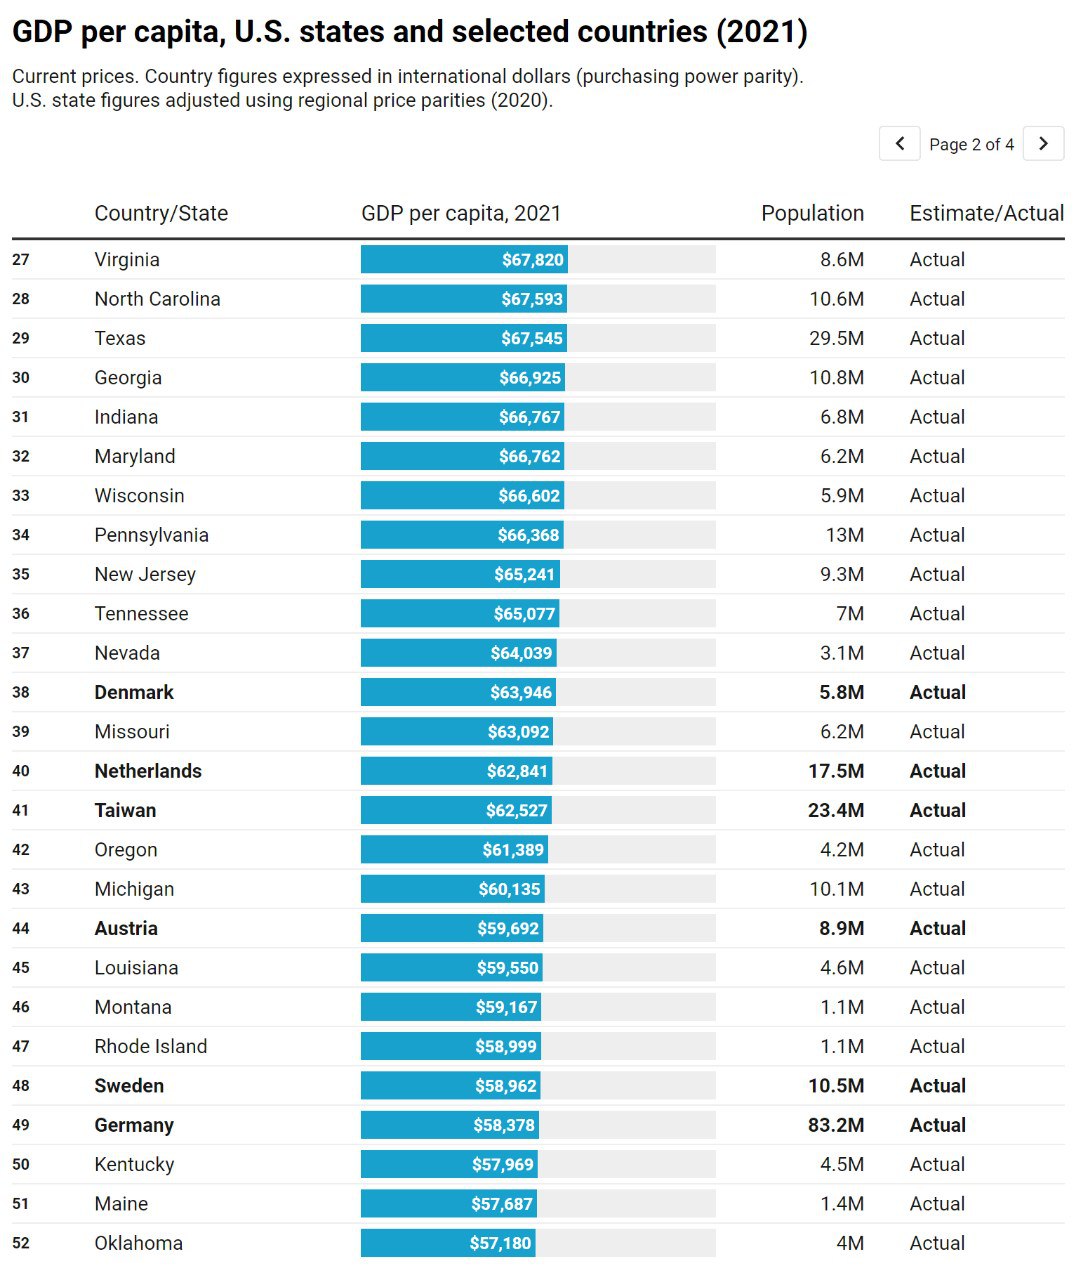 GDP per capita, U.S. states and selected countries (2021)
Current prices. Country figures expressed in international dollars (purchasing power parity).
U.S. state figures adjusted using regional price parities (2020).
< Page 2 of 4 >
Country/State GDP per capita, 2021 Population Estimate/Actual
27 Virginia $67,820 8.6M Actual
28 North Carolina $67,593 10.6M Actual
29 Texas $67,545 29.5M Actual
30 Georgia $66,925 10.8M Actual
31 Indiana $66,767 6.8M Actual
32 Maryland $66,762 6.2M Actual
33 Wisconsin $66,602 5.9M Actual
34 Pennsylvania $66,368 13M Actual
35 New Jersey $65,241 9.3M Actual
36 Tennessee $65,077 7M Actual
37 Nevada $64,039 3.1M Actual
38 Denmark $63,946 5.8M Actual
39 Missouri $63,092 6.2M Actual
40 Netherlands $62,841 17.5M Actual
41 Taiwan $62,527 23.4M Actual
42 Oregon $61,389 4.2M Actual
43 Michigan $60,135 10.1M Actual
44 Austria $59,692 8.9M Actual
45 Louisiana $59,550 4.6M Actual
46 Montana $59,167 1.1M Actual
47 Rhode Island $58,999 1.1M Actual
48 Sweden $58,962 10.5M Actual
49 Germany $58,378 83.2M Actual
50 Kentucky $57,969 4.5M Actual
51 Maine $57,687 1.4M Actual
52 Oklahoma $57,180 4M Actual